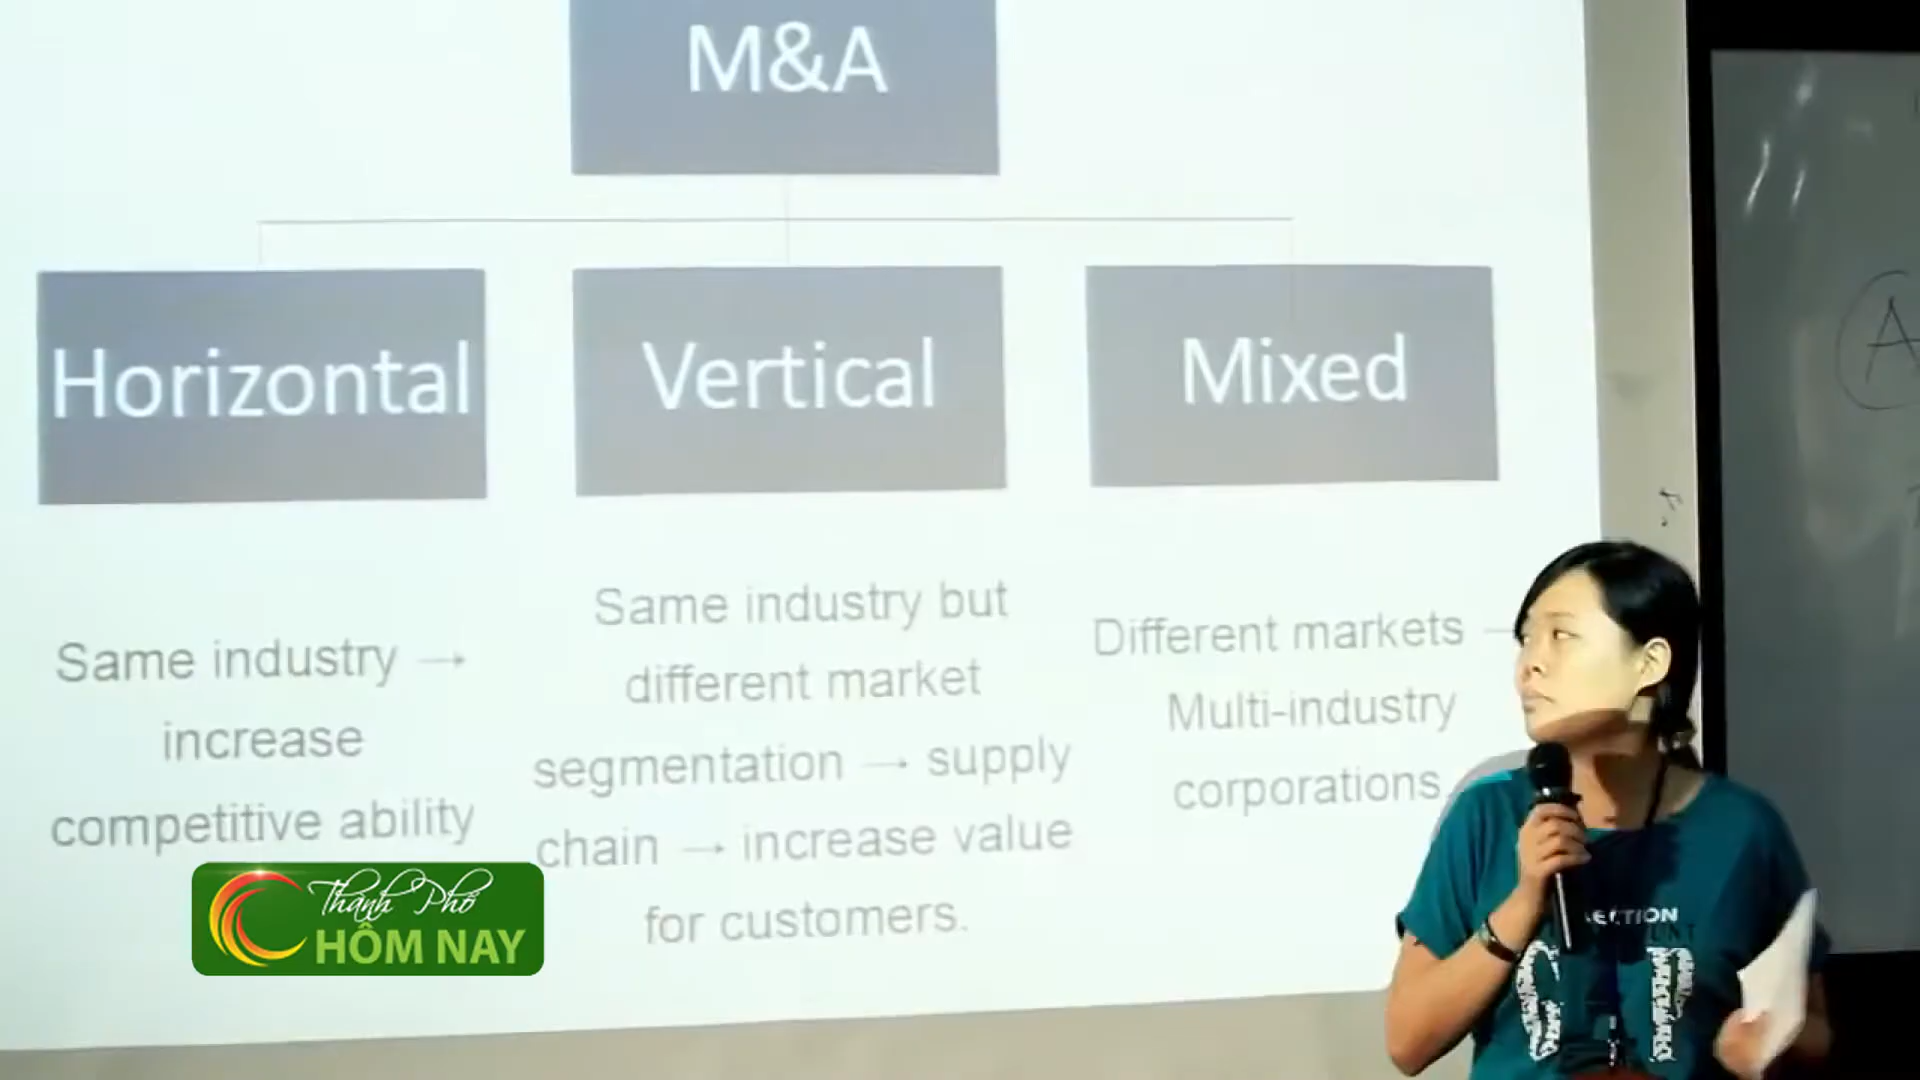 M&A
Horizontal
Vertical
Mixed
Same industry →
increase
competitive ability
Same industry but
different market
segmentation → supply
chain → increase value
for customers.
Different markets
Multi-industry
corporations
Thành Phố
HÔM NAY
A